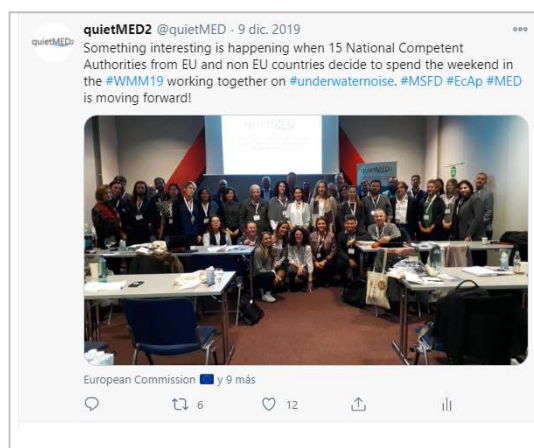 quietMED2 @quietMED · 9 dic. 2019
quietMED2
Something interesting is happening when 15 National Competent
Authorities from EU and non EU countries decide to spend the weekend in
the #WMM19 working together on #underwaternoise. #MSFD #EcAp #MED
is moving forward!
quietMED2
European Commission 🇪🇺 y 9 más
6
12